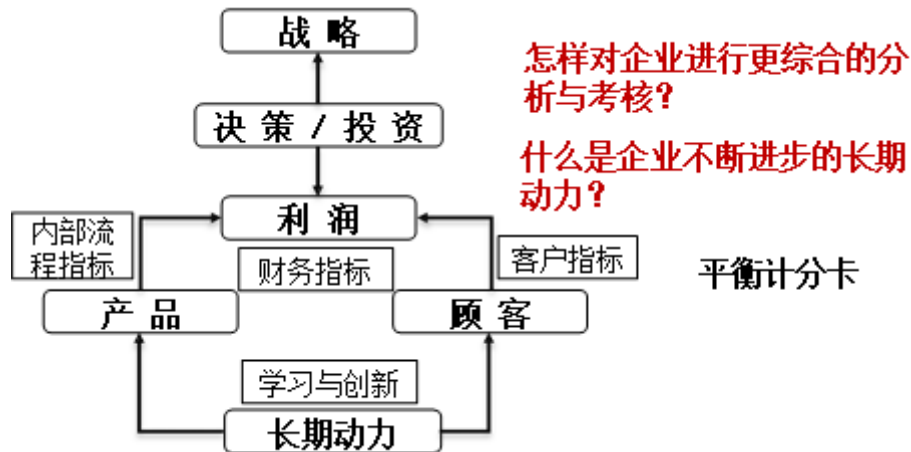 战 略
怎样对企业进行更综合的分
析与考核？
决 策 / 投 资
什么是企业不断进步的长期
动力？
利 润
内部流
程指标
财务指标
客户指标
平衡计分卡
产 品
顾 客
学习与创新
长期动力